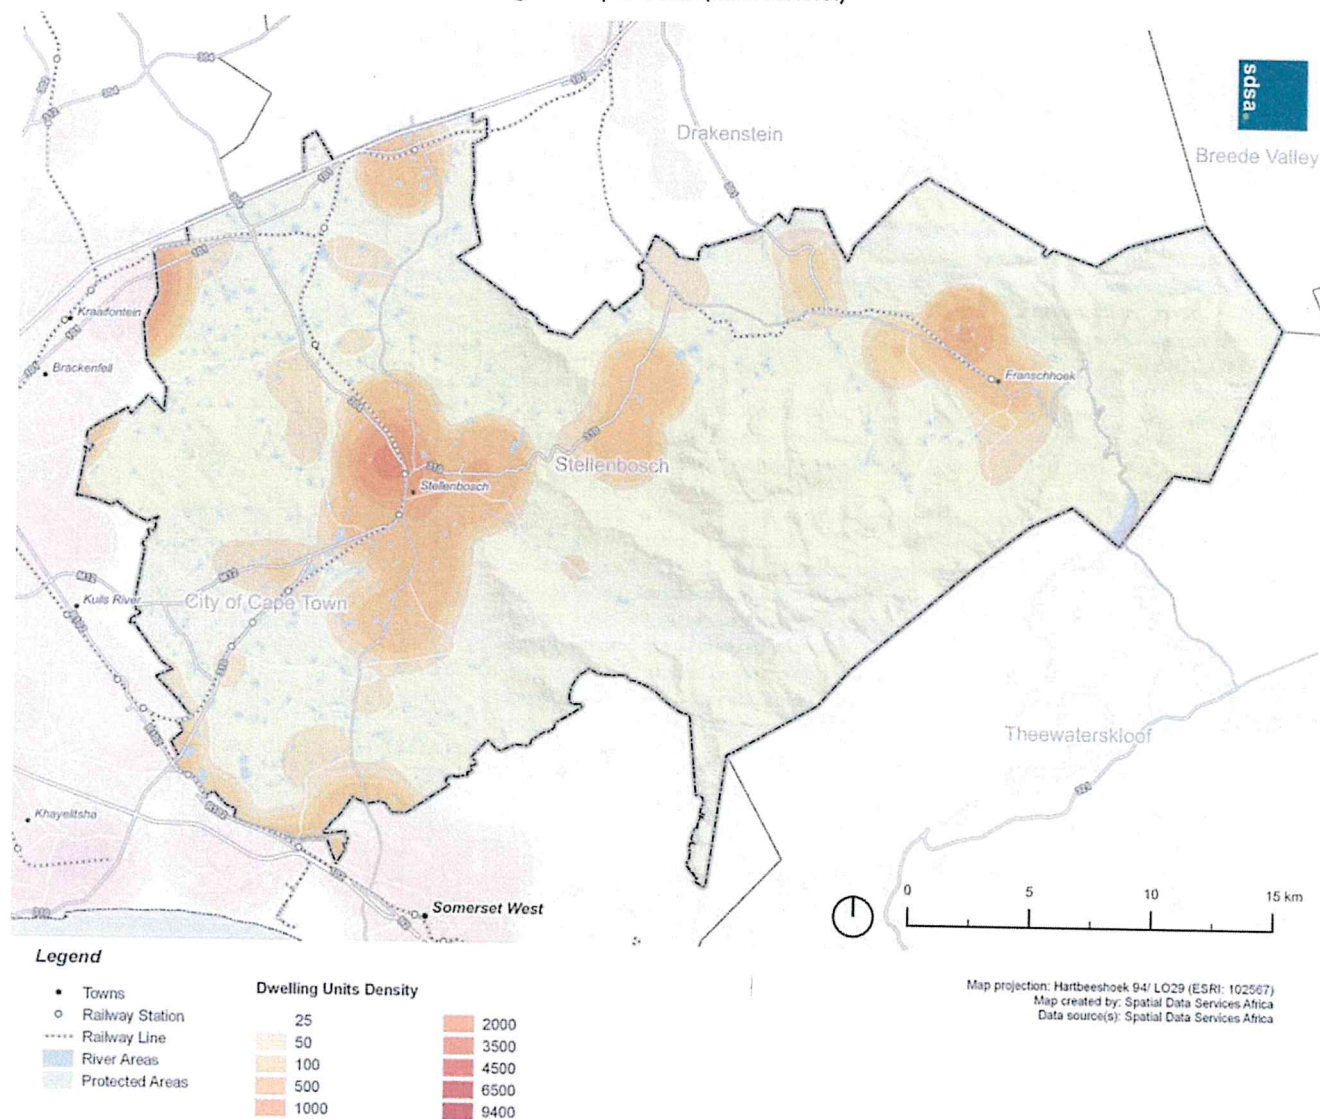 sdsa.
Drakenstein
Breede Valley
Kraaifontein
Brackenfell
Franschhoek
Stellenbosch
Stellenbosch
M12
Kuils River
City of Cape Town
Theewaterskloof
Khayelitsha
Somerset West
0 5 10 15 km
Legend
Towns
Railway Station
Railway Line
River Areas
Protected Areas
Dwelling Units Density
25
50
100
500
1000
2000
3500
4500
6500
9400
Map projection: Hartbeeshoek 94/ LO29 (ESRI: 102567)
Map created by: Spatial Data Services Africa
Data source(s): Spatial Data Services Africa